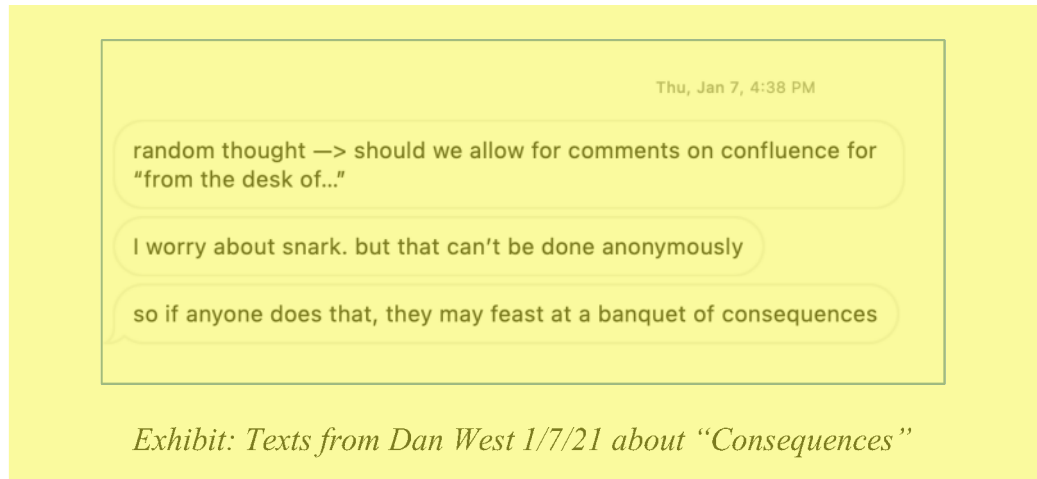 Thu, Jan 7, 4:38 PM
random thought —> should we allow for comments on confluence for
“from the desk of...”
I worry about snark. but that can’t be done anonymously
so if anyone does that, they may feast at a banquet of consequences
Exhibit: Texts from Dan West 1/7/21 about “Consequences”